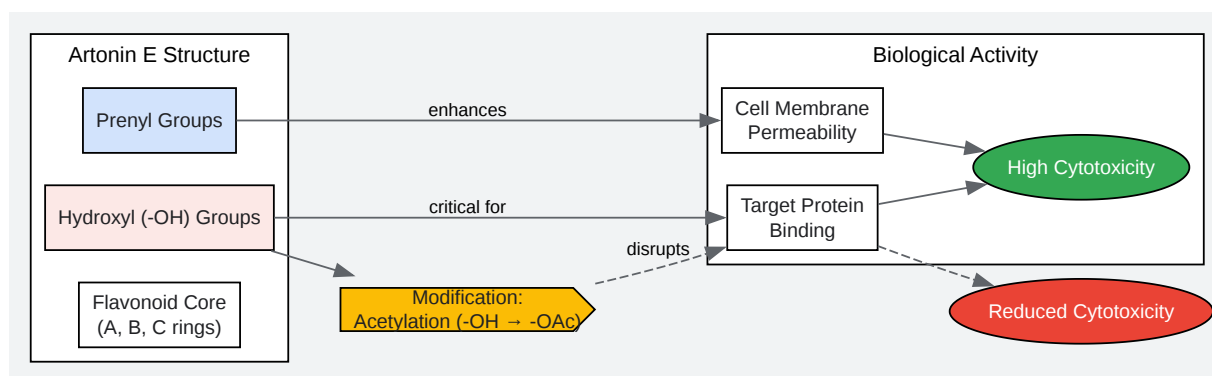 Artonin E Structure
Prenyl Groups
Hydroxyl (-OH) Groups
Flavonoid Core
(A, B, C rings)
enhances
critical for
disrupts
Modification:
Acetylation (-OH → -OAc)
Biological Activity
Cell Membrane
Permeability
Target Protein
Binding
High Cytotoxicity
Reduced Cytotoxicity